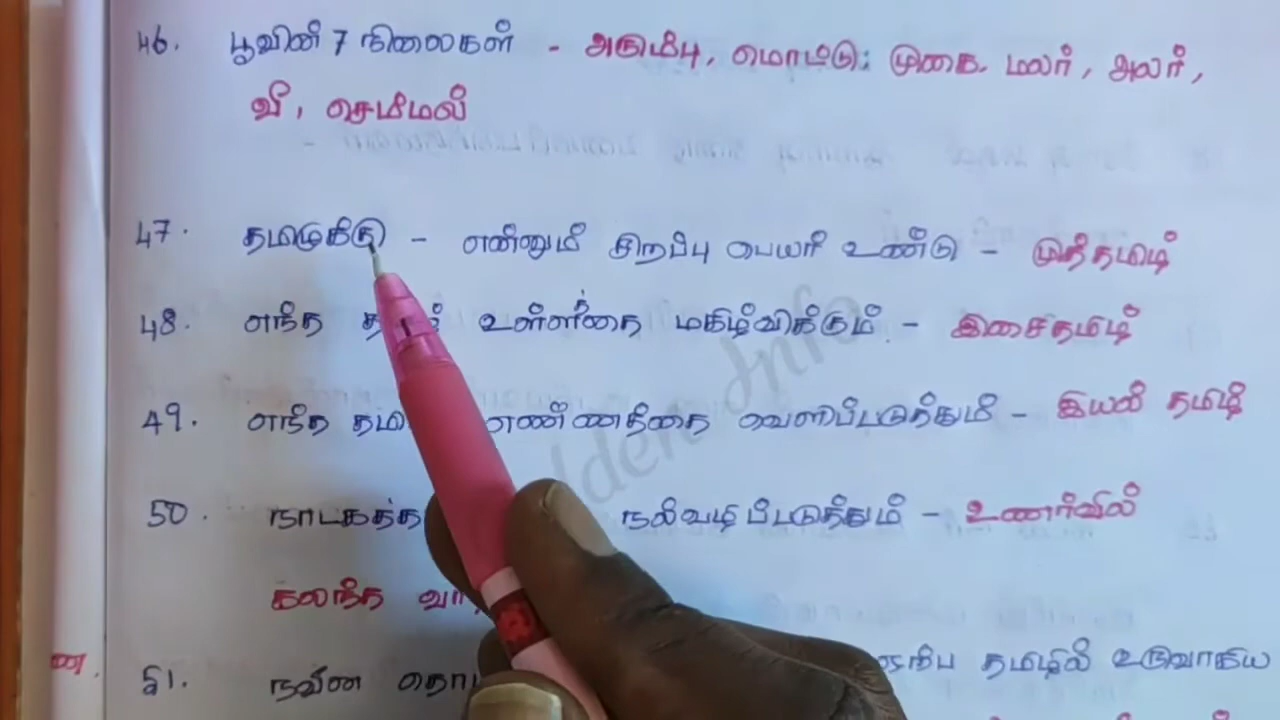 46. பூவின் 7 நிலைகள் - அரும்பு, மொட்டு, முகை, மலர், அலர்,
வீ, செம்மல்
47. தமிழுக்கு - என்னும் சிறப்பு பெயர் உண்டு - முத்தமிழ்
48. எந்த உள்ளத்தை மகிழ்விக்கும். - இசைதமிழ்
49. எந்த எண்ணத்தை வெளிப்படுத்தும் - இயல் தமிழ்
50. நல்வழிப்படுத்தும் - உணர்வில்
கலந்து
51. நவீன தமிழில் உருவாகிய